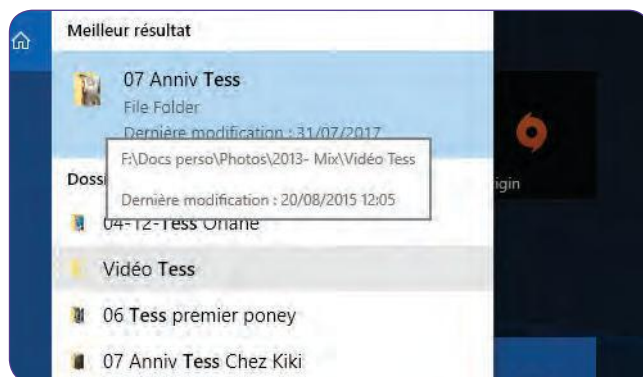 Meilleur résultat
07 Anniv Tess
File Folder
Dernière modification : 31/07/2017
F:\Docs perso\Photos\2013- Mix\Vidéo Tess
Dernière modification : 20/08/2015 12:05
Dossi
04-12-Tess Oriane
Vidéo Tess
06 Tess premier poney
07 Anniv Tess Chez Kiki
igin